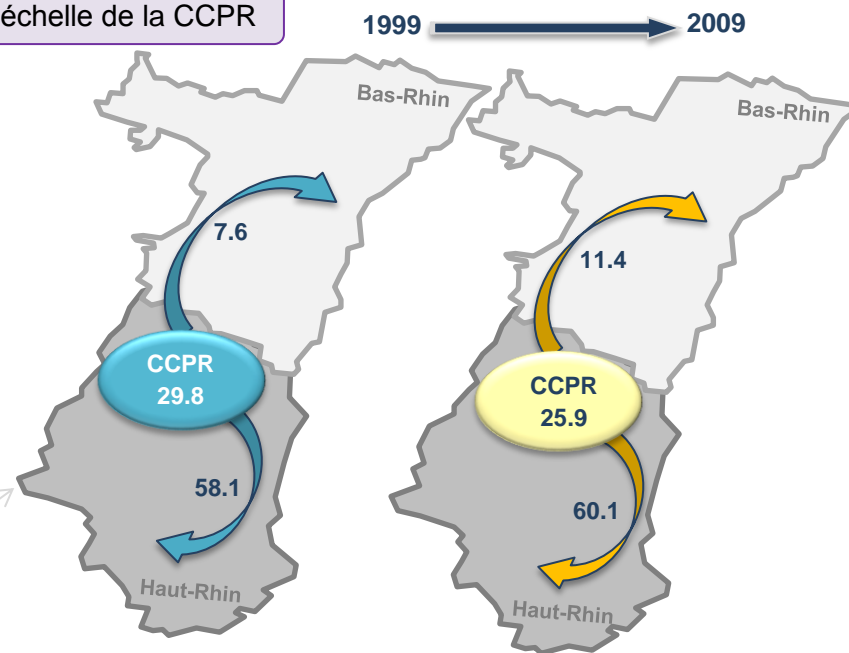 échelle de la CCPR
1999
2009
Bas-Rhin
7.6
CCPR
29.8
58.1
Haut-Rhin
Bas-Rhin
11.4
CCPR
25.9
60.1
Haut-Rhin